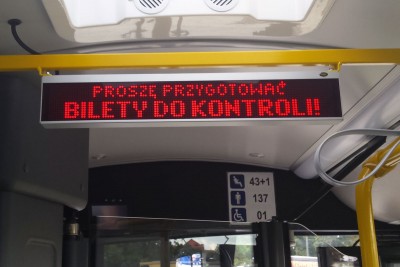 PROSZĘ PRZYGOTOWAĆ
BILETY DO KONTROLI!
43+1
137
01